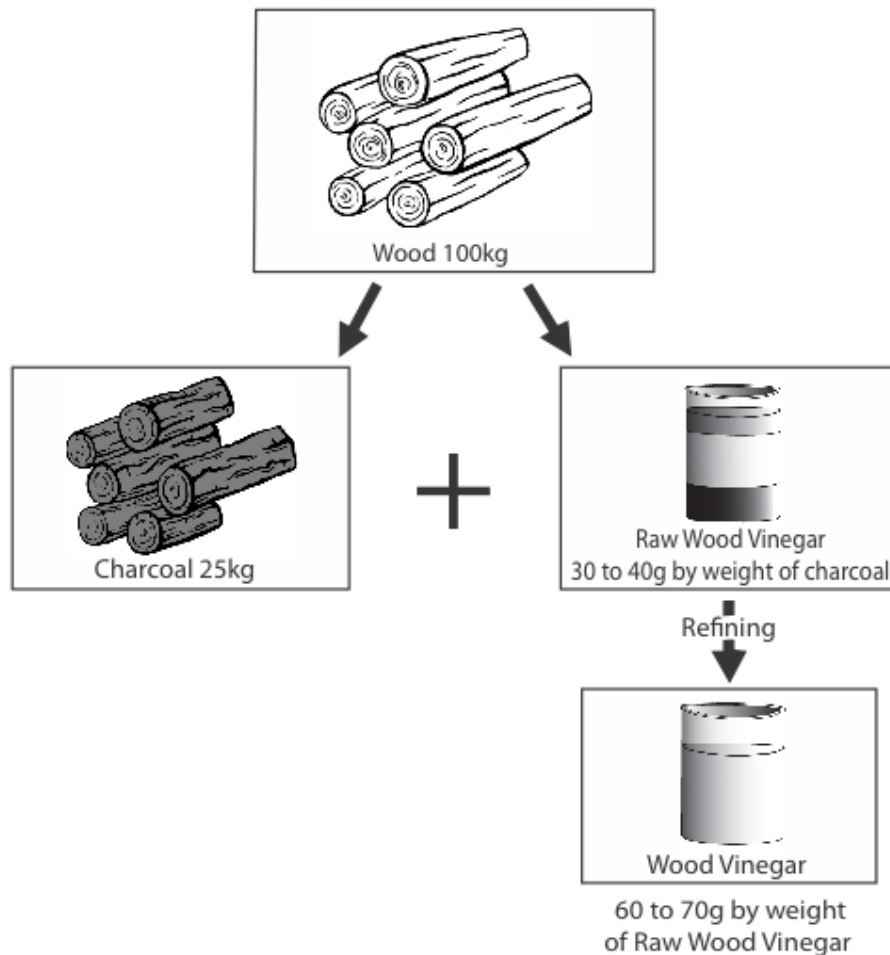 Wood 100kg
Charcoal 25kg
Raw Wood Vinegar
30 to 40g by weight of charcoal
Refining
Wood Vinegar
60 to 70g by weight
of Raw Wood Vinegar